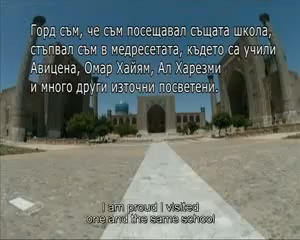 Горд съм, че съм посещавал същата школа,
стъпвал съм в медресетата, където са учили
Авицена, Омар Хайям, Ал Харезми
и много други източни посветени.
I am proud I visited
one and the same school